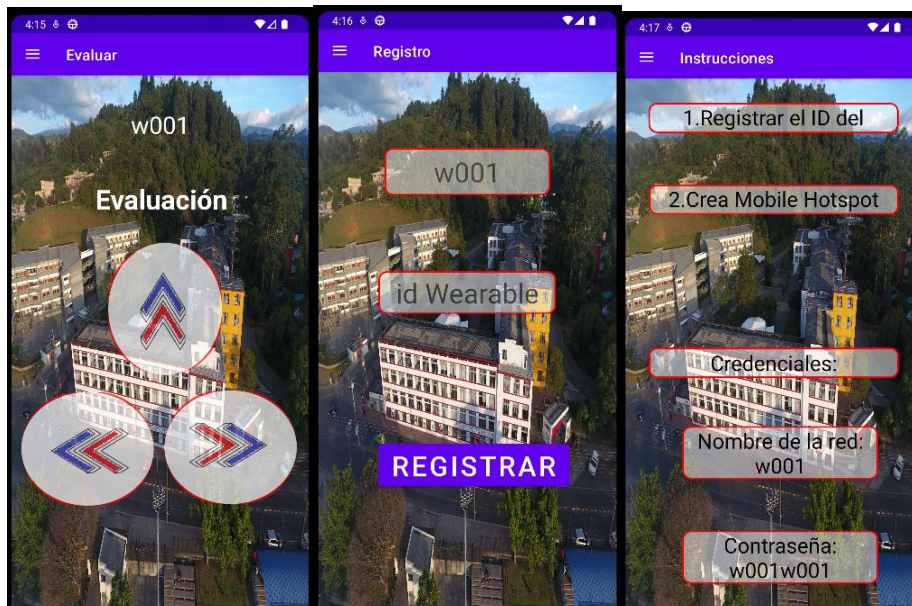 4:15
Evaluar
w001
Evaluación
4:16
Registro
w001
id Wearable
REGISTRAR
4:17
Instrucciones
1.Registrar el ID del
2.Crea Mobile Hotspot
Credenciales:
Nombre de la red:
w001
Contraseña:
w001w001